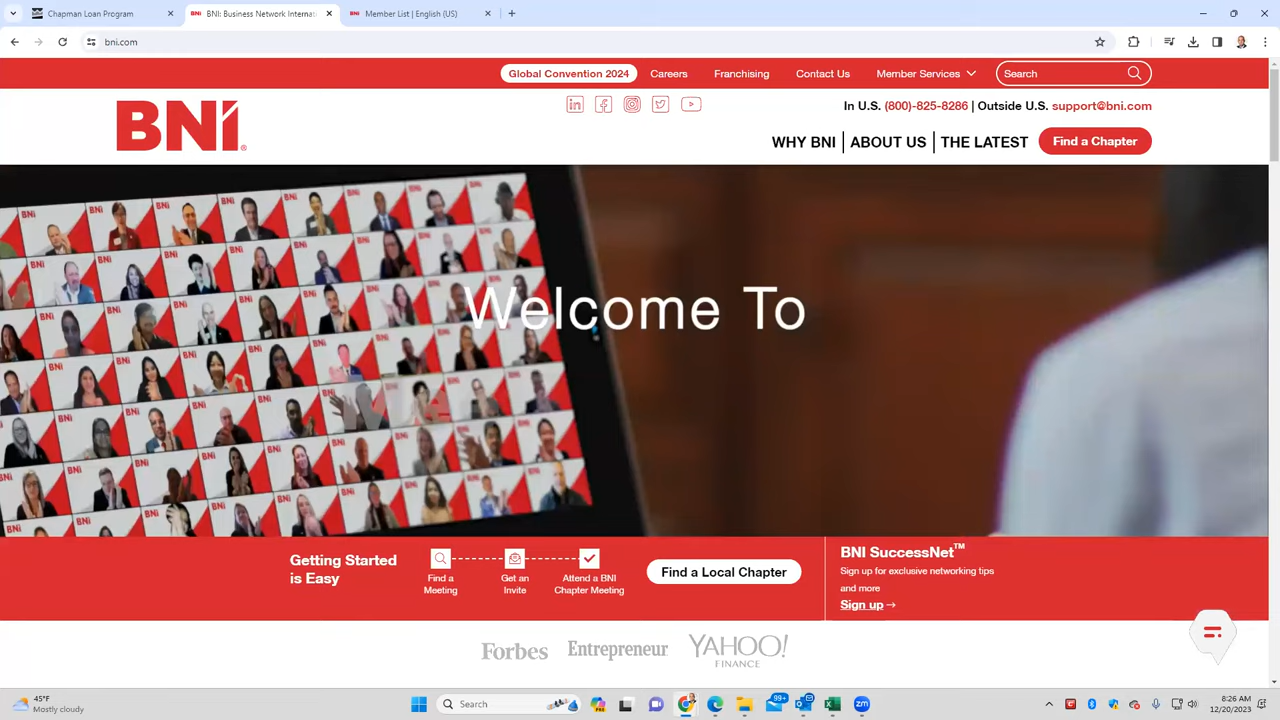 Chapman Loan Program
BNI: Business Network Internat
Member List | English (US)
bni.com
Global Convention 2024
Careers
Franchising
Contact Us
Member Services
Search
In U.S. (800)-825-8286 | Outside U.S. support@bni.com
BNI
WHY BNI
ABOUT US
THE LATEST
Find a Chapter
Welcome To
Getting Started
is Easy
Find a
Meeting
Get an
Invite
Attend a BNI
Chapter Meeting
Find a Local Chapter
BNI SuccessNet™
Sign up for exclusive networking tips
and more
Sign up →
Forbes
Entrepreneur
YAHOO!
FINANCE
45°F
Mostly cloudy
Search
99+
8:26 AM
12/20/2023